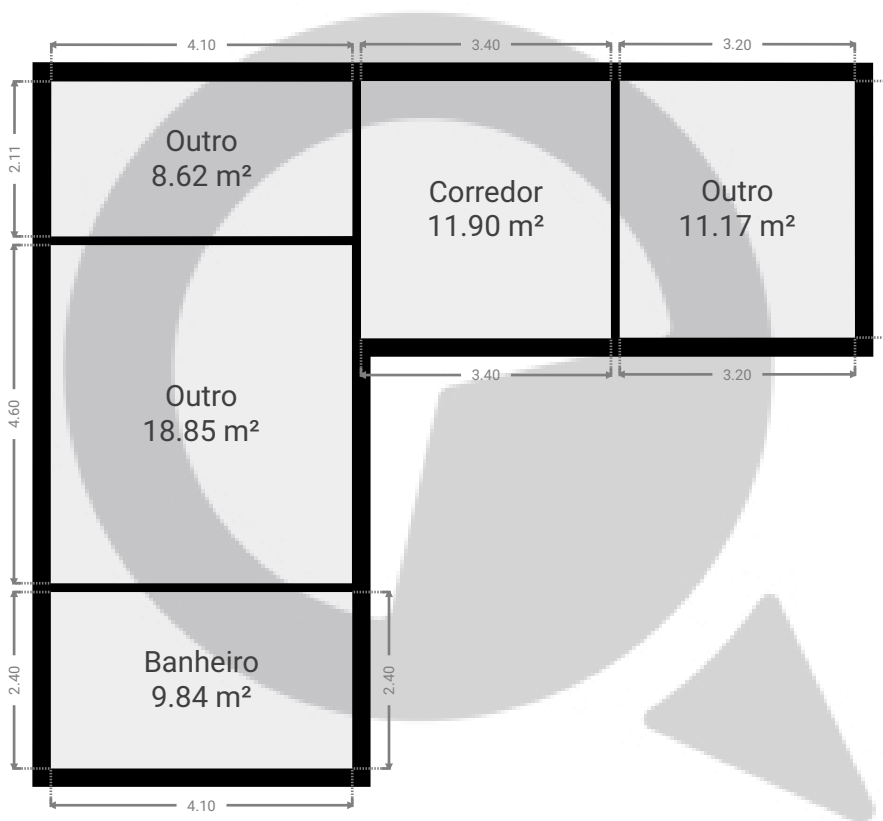 4.10
3.40
3.20
2.11
Outro
8.62 m²
Corredor
11.90 m²
Outro
11.17 m²
3.40
3.20
4.60
Outro
18.85 m²
2.40
Banheiro
9.84 m²
2.40
4.10